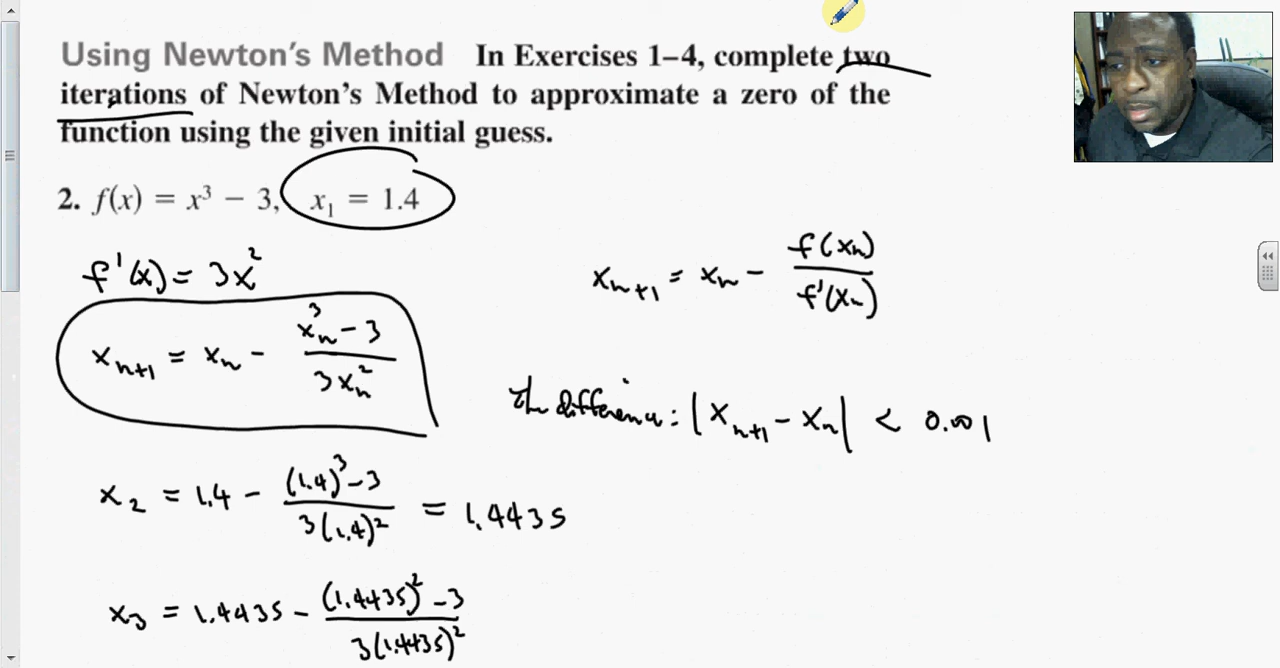 Using Newton's Method In Exercises 1–4, complete two
iterations of Newton's Method to approximate a zero of the
function using the given initial guess.
2. f(x) = x³ − 3, x₁ = 1.4
f'(x) = 3x²
xₙ₊₁ = xₙ − f(xₙ)/f'(xₙ)
xₙ₊₁ = xₙ − (xₙ³ − 3)/(3xₙ²)
The difference: |xₙ₊₁ − xₙ| < 0.001
x₂ = 1.4 − ((1.4)³ − 3)/(3(1.4)²) = 1.4435
x₃ = 1.4435 − ((1.4435)² − 3)/(3(1.4435)²)